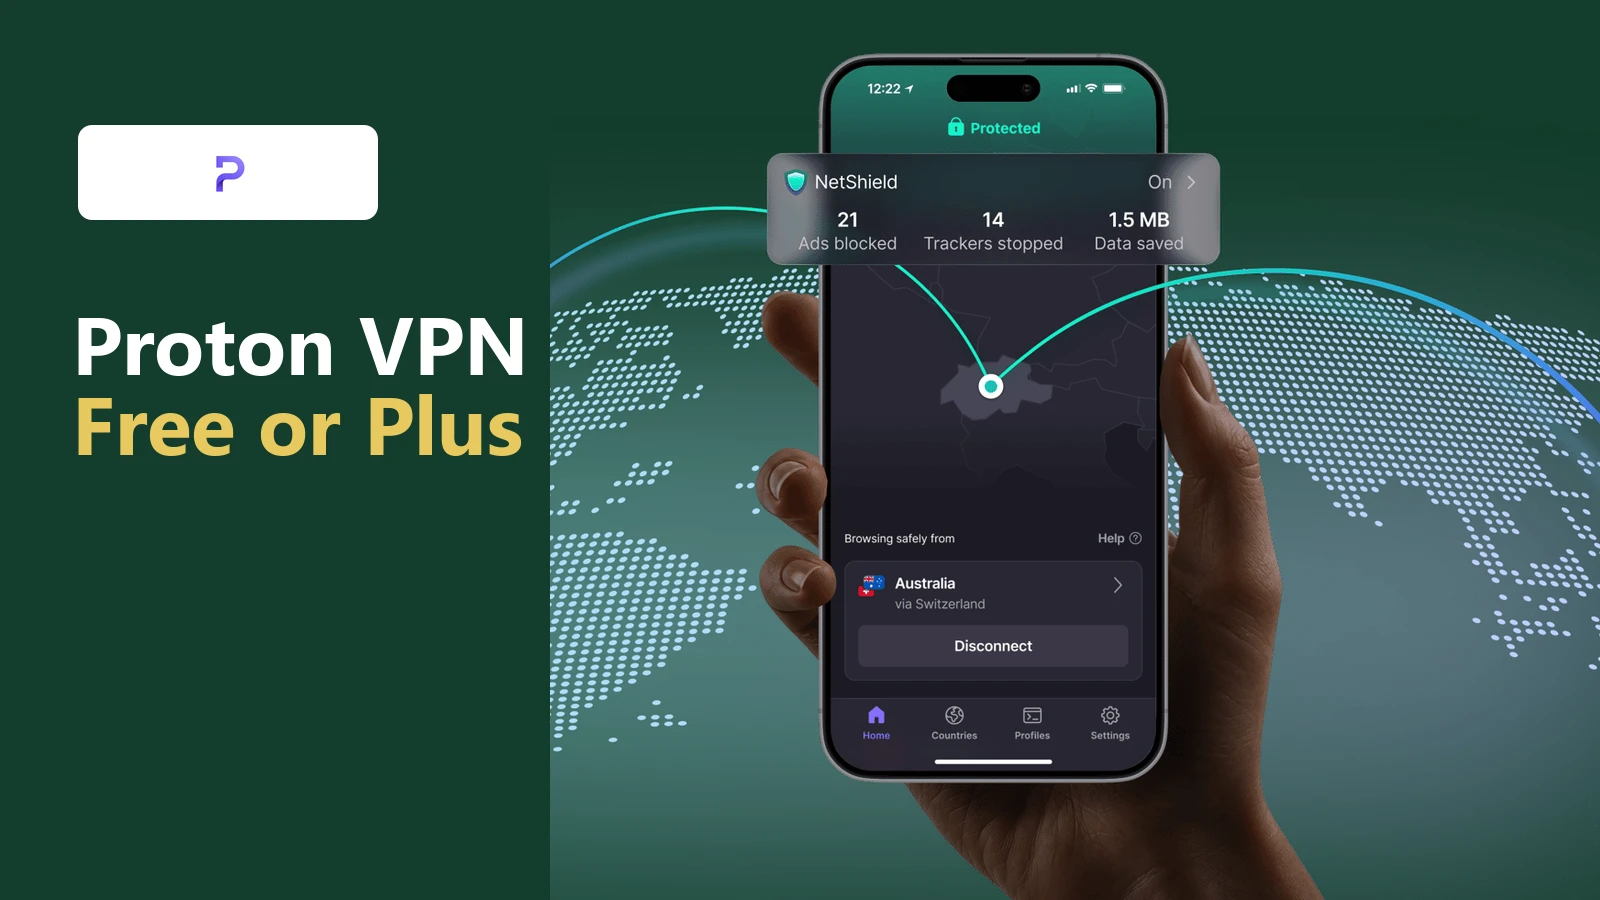 Proton VPN
Free or Plus
12:22
Protected
NetShield
On
21
14
1.5 MB
Ads blocked
Trackers stopped
Data saved
Browsing safely from
Help
Australia
via Switzerland
Disconnect
Home
Countries
Profiles
Settings